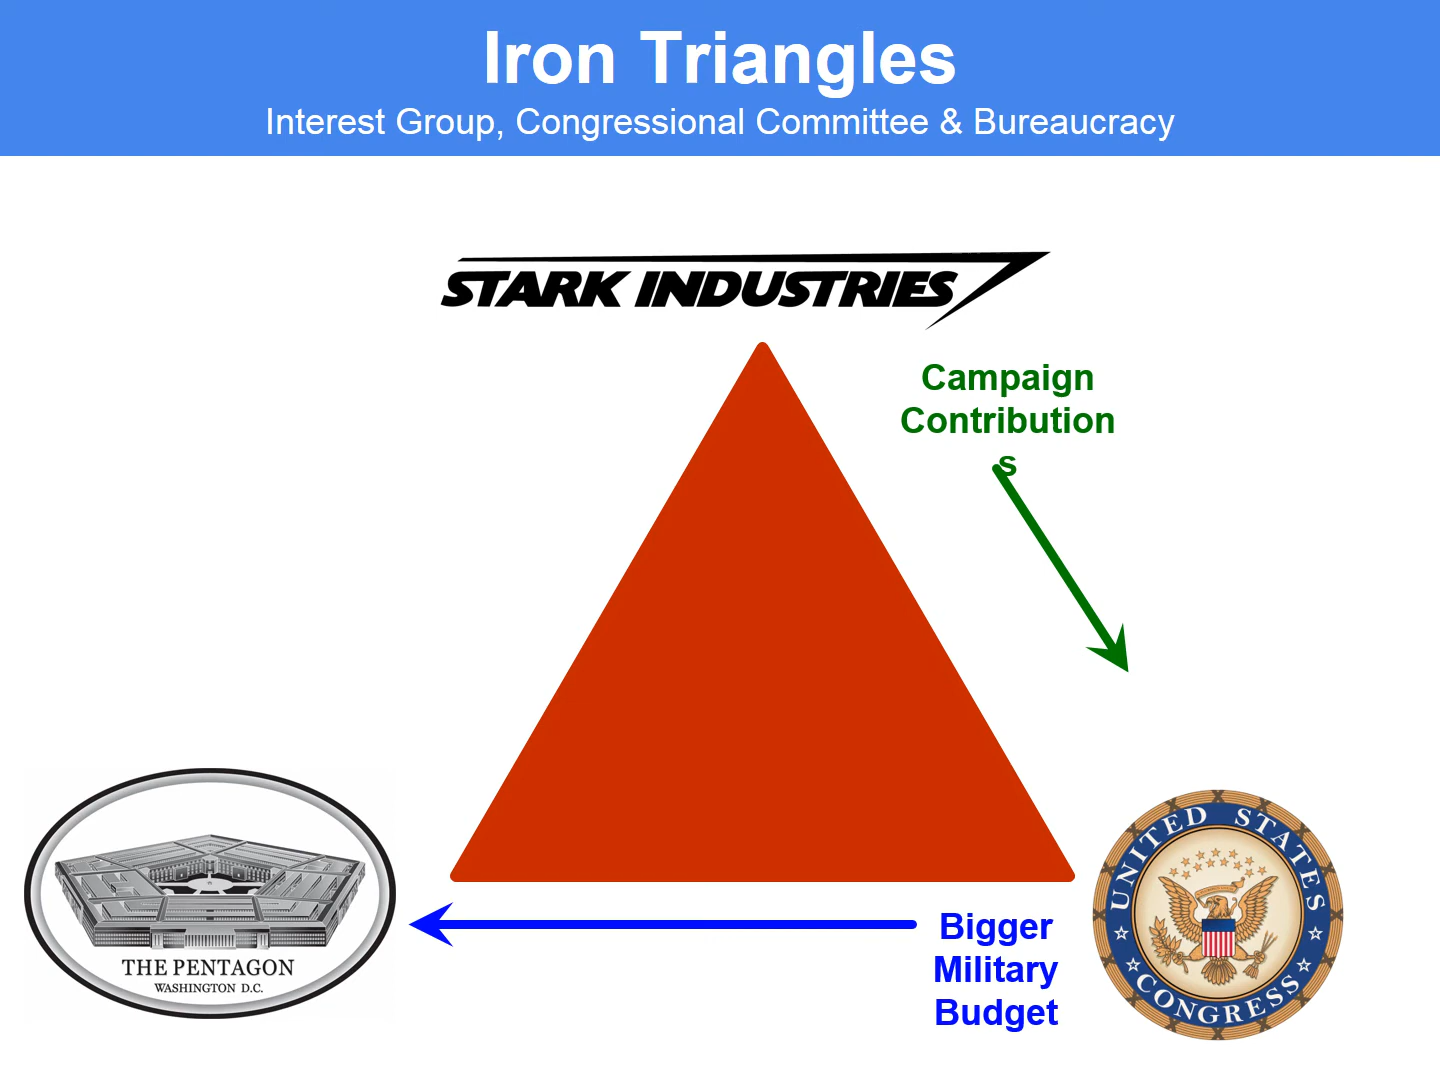 Iron Triangles
Interest Group, Congressional Committee & Bureaucracy
STARK INDUSTRIES
Campaign
Contribution
s
THE PENTAGON
WASHINGTON D.C.
Bigger
Military
Budget
UNITED STATES
CONGRESS